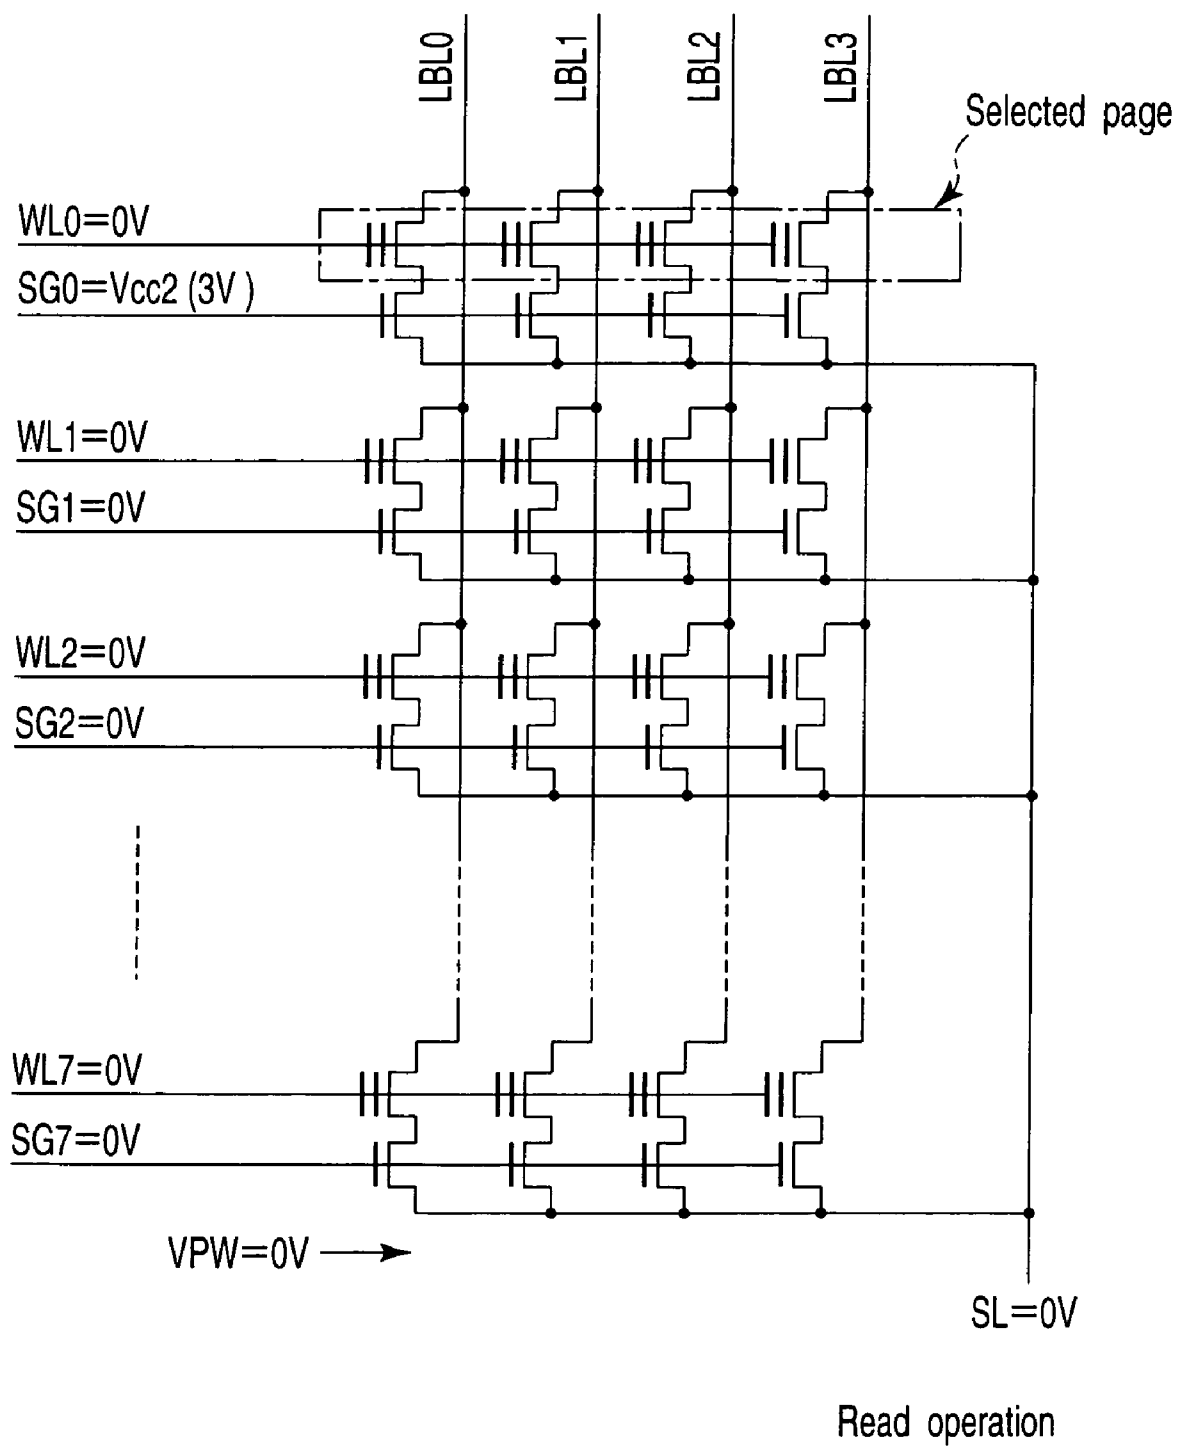 LBL0
LBL1
LBL2
LBL3
Selected page
WL0=0V
SG0=Vcc2 (3V)
WL1=0V
SG1=0V
WL2=0V
SG2=0V
WL7=0V
SG7=0V
VPW=0V
SL=0V
Read operation